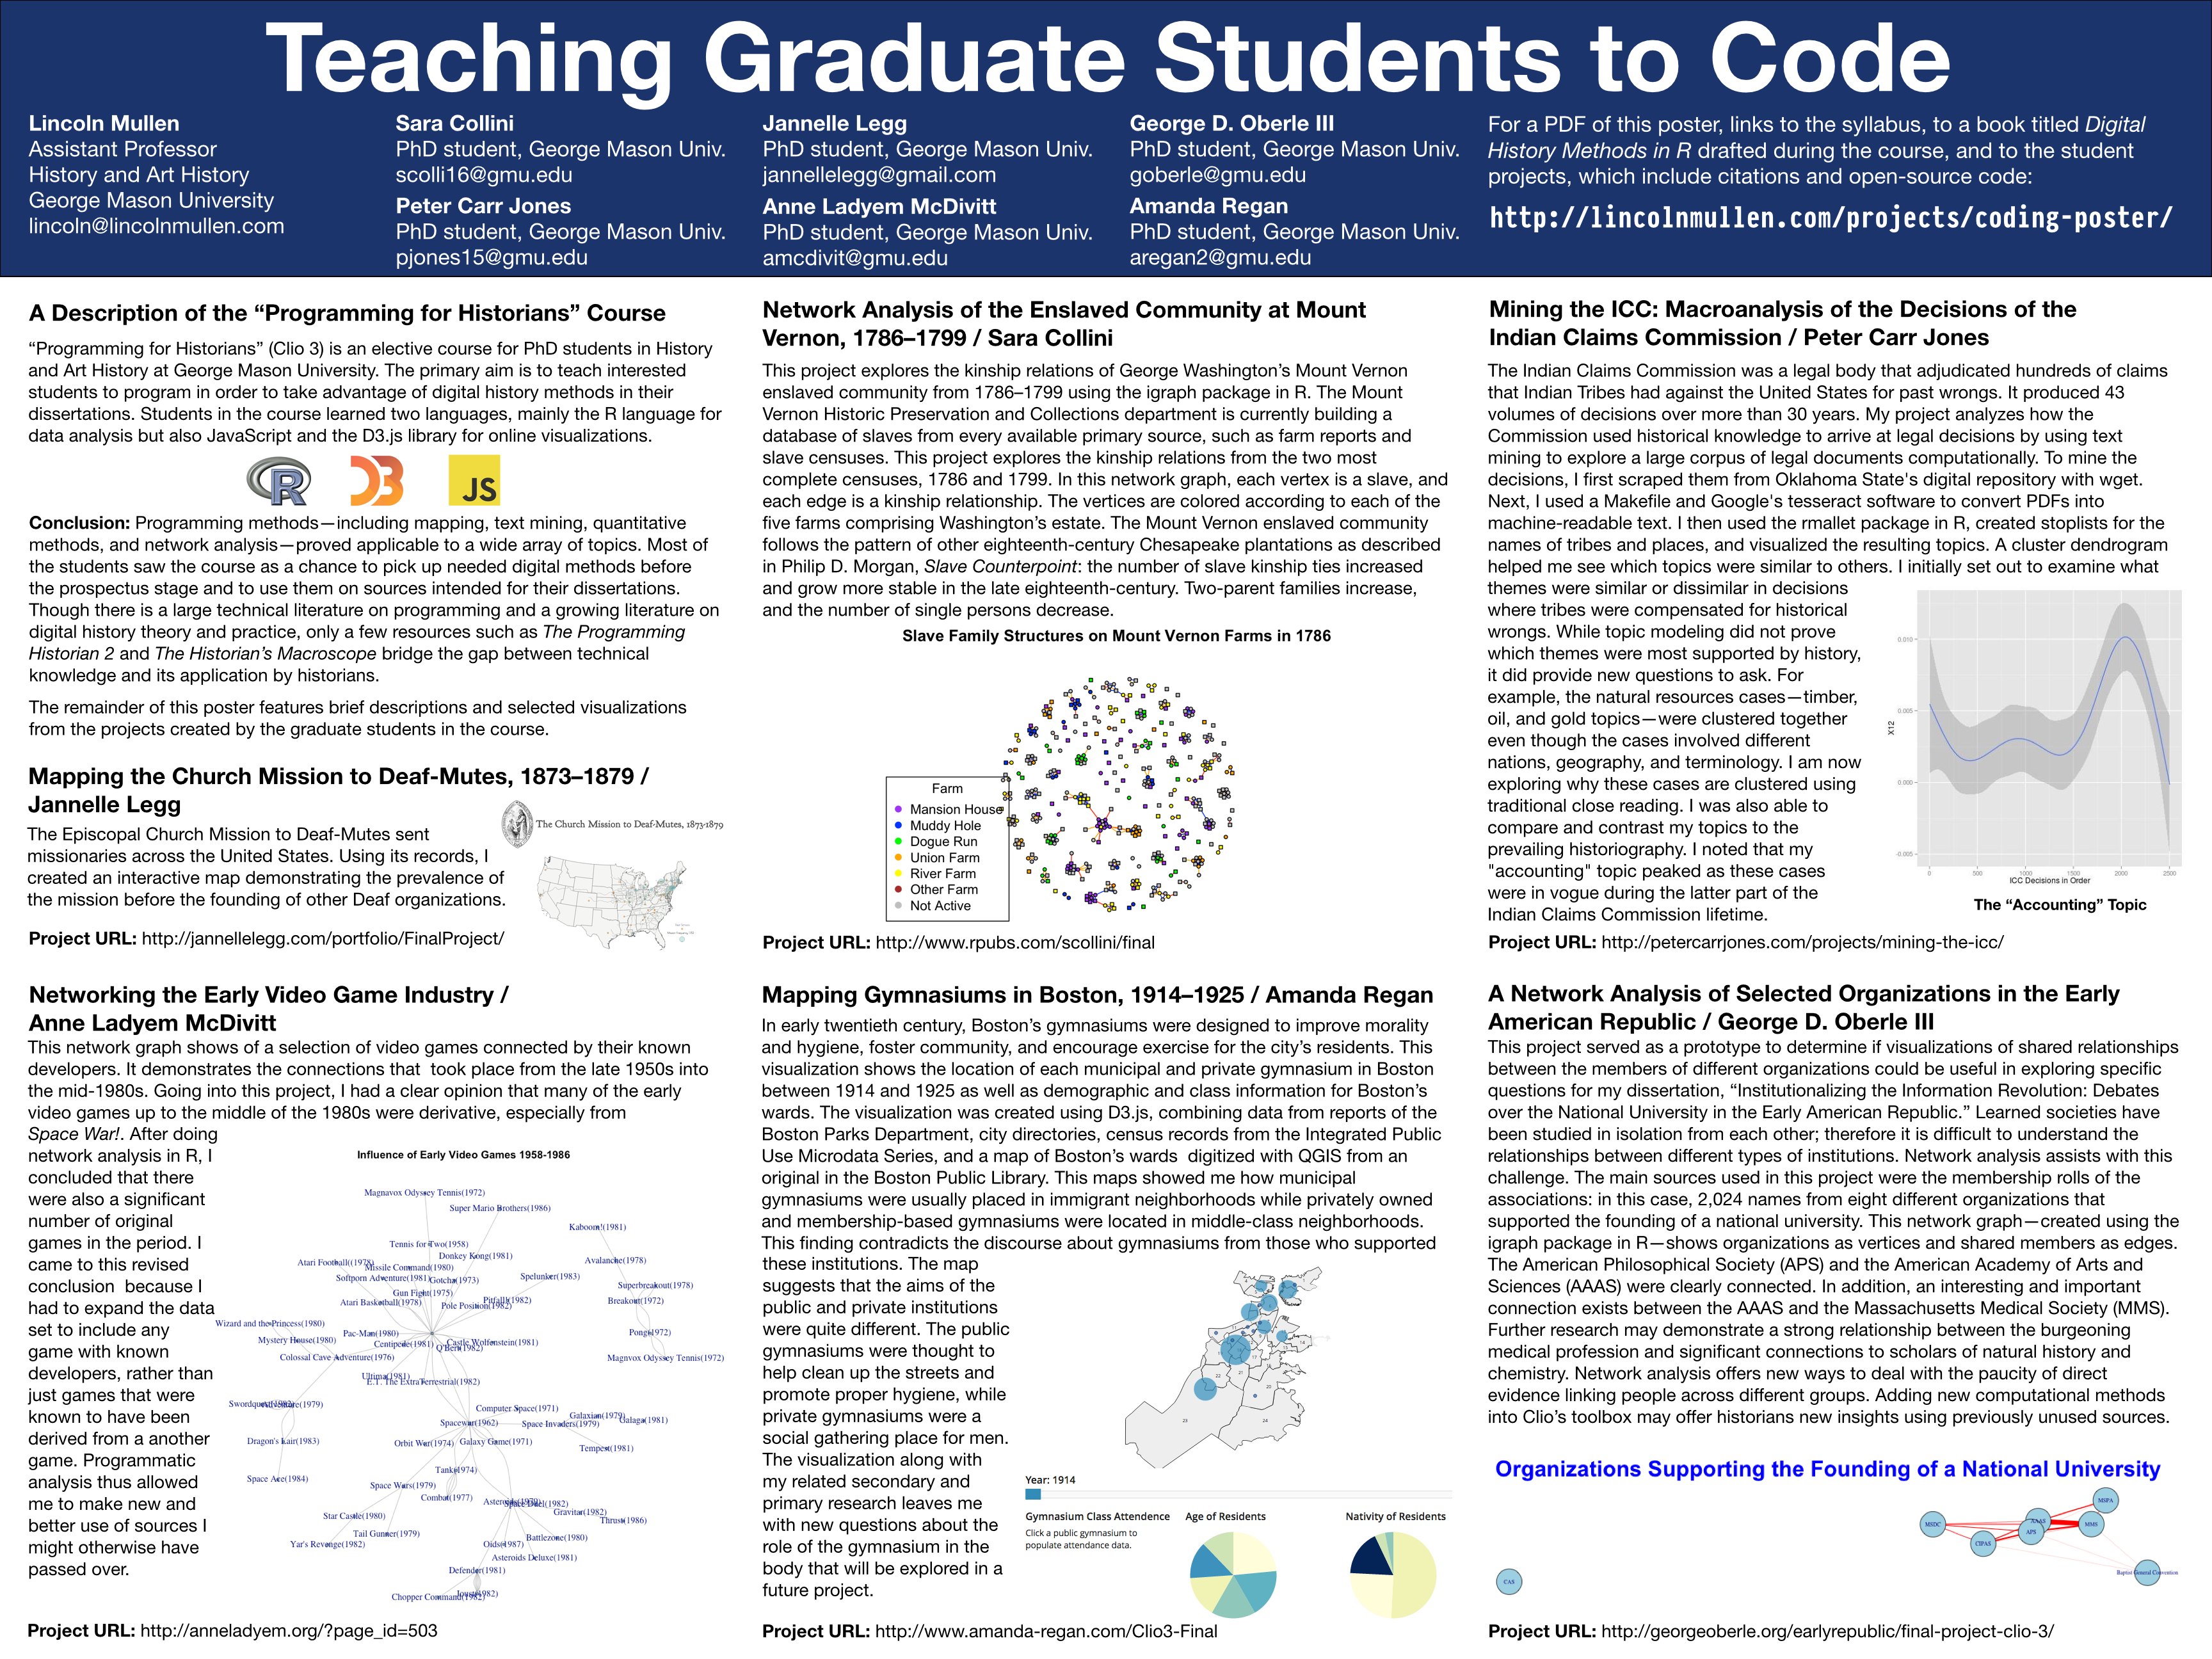 Teaching Graduate Students to Code
Lincoln Mullen
Assistant Professor
History and Art History
George Mason University
lincoln@lincolnmullen.com
Sara Collini
PhD student, George Mason Univ.
scolli16@gmu.edu
Peter Carr Jones
PhD student, George Mason Univ.
pjones15@gmu.edu
Jannelle Legg
PhD student, George Mason Univ.
jannellelegg@gmail.com
Anne Ladyem McDivitt
PhD student, George Mason Univ.
amcdivit@gmu.edu
George D. Oberle III
PhD student, George Mason Univ.
goberle@gmu.edu
Amanda Regan
PhD student, George Mason Univ.
aregan2@gmu.edu
For a PDF of this poster, links to the syllabus, to a book titled Digital
History Methods in R drafted during the course, and to the student
projects, which include citations and open-source code:
http://lincolnmullen.com/projects/coding-poster/
A Description of the “Programming for Historians” Course
“Programming for Historians” (Clio 3) is an elective course for PhD students in History
and Art History at George Mason University. The primary aim is to teach interested
students to program in order to take advantage of digital history methods in their
dissertations. Students in the course learned two languages, mainly the R language for
data analysis but also JavaScript and the D3.js library for online visualizations.
R D3 JS
Conclusion: Programming methods—including mapping, text mining, quantitative
methods, and network analysis—proved applicable to a wide array of topics. Most of
the students saw the course as a chance to pick up needed digital methods before
the prospectus stage and to use them on sources intended for their dissertations.
Though there is a large technical literature on programming and a growing literature on
digital history theory and practice, only a few resources such as The Programming
Historian 2 and The Historian’s Macroscope bridge the gap between technical
knowledge and its application by historians.
The remainder of this poster features brief descriptions and selected visualizations
from the projects created by the graduate students in the course.
Mapping the Church Mission to Deaf-Mutes, 1873–1879 /
Jannelle Legg
The Episcopal Church Mission to Deaf-Mutes sent
missionaries across the United States. Using its records, I
created an interactive map demonstrating the prevalence of
the mission before the founding of other Deaf organizations.
The Church Mission to Deaf-Mutes, 1873-1879
Project URL: http://jannellelegg.com/portfolio/FinalProject/
Networking the Early Video Game Industry /
Anne Ladyem McDivitt
This network graph shows of a selection of video games connected by their known
developers. It demonstrates the connections that  took place from the late 1950s into
the mid-1980s. Going into this project, I had a clear opinion that many of the early
video games up to the middle of the 1980s were derivative, especially from
Space War!. After doing
network analysis in R, I
concluded that there
were also a significant
number of original
games in the period. I
came to this revised
conclusion  because I
had to expand the data
set to include any
game with known
developers, rather than
just games that were
known to have been
derived from a another
game. Programmatic
analysis thus allowed
me to make new and
better use of sources I
might otherwise have
passed over.
Influence of Early Video Games 1958-1986
Magnavox Odyssey Tennis(1972)
Super Mario Brothers(1986)
Kaboom!(1981)
Tennis for Two(1958)
Donkey Kong(1981)
Atari Football((1978)
Missile Command(1980)
Avalanche(1978)
Softporn Adventure(1981)
Gotcha(1973)
Spelunker(1983)
Superbreakout(1978)
Gun Fight(1975)
Atari Basketball(1978)
Pole Position(1982)
Pitfall!(1982)
Breakout(1972)
Wizard and the Princess(1980)
Pac-Man(1980)
Pong(1972)
Mystery House(1980)
Centipede(1981)
Castle Wolfenstein(1981)
Q*Bert(1982)
Colossal Cave Adventure(1976)
Magnvox Odyssey Tennis(1972)
Ultima(1981)
E.T. The ExtraTerrestrial(1982)
Swordquest(1982)
Adventure(1979)
Computer Space(1971)
Galaxian(1979)
Galaga(1981)
Spacewar(1962)
Space Invaders(1979)
Dragon's Lair(1983)
Orbit War(1974)
Galaxy Game(1971)
Tempest(1981)
Space Ace(1984)
Tank(1974)
Space Wars(1979)
Combat(1977)
Asteroids(1979)
Space Duel(1982)
Gravitar(1982)
Star Castle(1980)
Thrust(1986)
Tail Gunner(1979)
Battlezone(1980)
Yar's Revenge(1982)
Oids(1987)
Asteroids Deluxe(1981)
Defender(1981)
Joust(1982)
Chopper Command(1982)
Project URL: http://anneladyem.org/?page_id=503
Network Analysis of the Enslaved Community at Mount
Vernon, 1786–1799 / Sara Collini
This project explores the kinship relations of George Washington’s Mount Vernon
enslaved community from 1786–1799 using the igraph package in R. The Mount
Vernon Historic Preservation and Collections department is currently building a
database of slaves from every available primary source, such as farm reports and
slave censuses. This project explores the kinship relations from the two most
complete censuses, 1786 and 1799. In this network graph, each vertex is a slave, and
each edge is a kinship relationship. The vertices are colored according to each of the
five farms comprising Washington’s estate. The Mount Vernon enslaved community
follows the pattern of other eighteenth-century Chesapeake plantations as described
in Philip D. Morgan, Slave Counterpoint: the number of slave kinship ties increased
and grow more stable in the late eighteenth-century. Two-parent families increase,
and the number of single persons decrease.
Slave Family Structures on Mount Vernon Farms in 1786
Farm
Mansion House
Muddy Hole
Dogue Run
Union Farm
River Farm
Other Farm
Not Active
Project URL: http://www.rpubs.com/scollini/final
Mapping Gymnasiums in Boston, 1914–1925 / Amanda Regan
In early twentieth century, Boston’s gymnasiums were designed to improve morality
and hygiene, foster community, and encourage exercise for the city’s residents. This
visualization shows the location of each municipal and private gymnasium in Boston
between 1914 and 1925 as well as demographic and class information for Boston’s
wards. The visualization was created using D3.js, combining data from reports of the
Boston Parks Department, city directories, census records from the Integrated Public
Use Microdata Series, and a map of Boston’s wards  digitized with QGIS from an
original in the Boston Public Library. This maps showed me how municipal
gymnasiums were usually placed in immigrant neighborhoods while privately owned
and membership-based gymnasiums were located in middle-class neighborhoods.
This finding contradicts the discourse about gymnasiums from those who supported
these institutions. The map
suggests that the aims of the
public and private institutions
were quite different. The public
gymnasiums were thought to
help clean up the streets and
promote proper hygiene, while
private gymnasiums were a
social gathering place for men.
The visualization along with
my related secondary and
primary research leaves me
with new questions about the
role of the gymnasium in the
body that will be explored in a
future project.
22
21
20
23
24
Year: 1914
Gymnasium Class Attendence
Click a public gymnasium to
populate attendance data.
Age of Residents
Nativity of Residents
Project URL: http://www.amanda-regan.com/Clio3-Final
Mining the ICC: Macroanalysis of the Decisions of the
Indian Claims Commission / Peter Carr Jones
The Indian Claims Commission was a legal body that adjudicated hundreds of claims
that Indian Tribes had against the United States for past wrongs. It produced 43
volumes of decisions over more than 30 years. My project analyzes how the
Commission used historical knowledge to arrive at legal decisions by using text
mining to explore a large corpus of legal documents computationally. To mine the
decisions, I first scraped them from Oklahoma State's digital repository with wget.
Next, I used a Makefile and Google's tesseract software to convert PDFs into
machine-readable text. I then used the rmallet package in R, created stoplists for the
names of tribes and places, and visualized the resulting topics. A cluster dendrogram
helped me see which topics were similar to others. I initially set out to examine what
themes were similar or dissimilar in decisions
where tribes were compensated for historical
wrongs. While topic modeling did not prove
which themes were most supported by history,
it did provide new questions to ask. For
example, the natural resources cases—timber,
oil, and gold topics—were clustered together
even though the cases involved different
nations, geography, and terminology. I am now
exploring why these cases are clustered using
traditional close reading. I was also able to
compare and contrast my topics to the
prevailing historiography. I noted that my
"accounting" topic peaked as these cases
were in vogue during the latter part of the
Indian Claims Commission lifetime.
0.010
0.005
0.000
-0.005
X12
0 500 1000 1500 2000 2500
ICC Decisions in Order
The “Accounting” Topic
Project URL: http://petercarrjones.com/projects/mining-the-icc/
A Network Analysis of Selected Organizations in the Early
American Republic / George D. Oberle III
This project served as a prototype to determine if visualizations of shared relationships
between the members of different organizations could be useful in exploring specific
questions for my dissertation, “Institutionalizing the Information Revolution: Debates
over the National University in the Early American Republic.” Learned societies have
been studied in isolation from each other; therefore it is difficult to understand the
relationships between different types of institutions. Network analysis assists with this
challenge. The main sources used in this project were the membership rolls of the
associations: in this case, 2,024 names from eight different organizations that
supported the founding of a national university. This network graph—created using the
igraph package in R—shows organizations as vertices and shared members as edges.
The American Philosophical Society (APS) and the American Academy of Arts and
Sciences (AAAS) were clearly connected. In addition, an interesting and important
connection exists between the AAAS and the Massachusetts Medical Society (MMS).
Further research may demonstrate a strong relationship between the burgeoning
medical profession and significant connections to scholars of natural history and
chemistry. Network analysis offers new ways to deal with the paucity of direct
evidence linking people across different groups. Adding new computational methods
into Clio’s toolbox may offer historians new insights using previously unused sources.
Organizations Supporting the Founding of a National University
MSPA
MSDC
AAAS
MMS
APS
CIPAS
Baptist General Convention
CAS
Project URL: http://georgeoberle.org/earlyrepublic/final-project-clio-3/